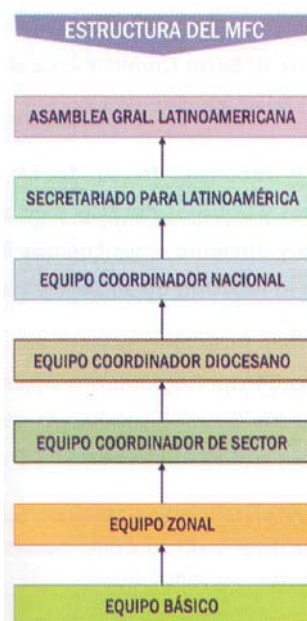 ESTRUCTURA DEL MFC
ASAMBLEA GRAL. LATINOAMERICANA
SECRETARIADO PARA LATINOAMÉRICA
EQUIPO COORDINADOR NACIONAL
EQUIPO COORDINADOR DIOCESANO
EQUIPO COORDINADOR DE SECTOR
EQUIPO ZONAL
EQUIPO BÁSICO